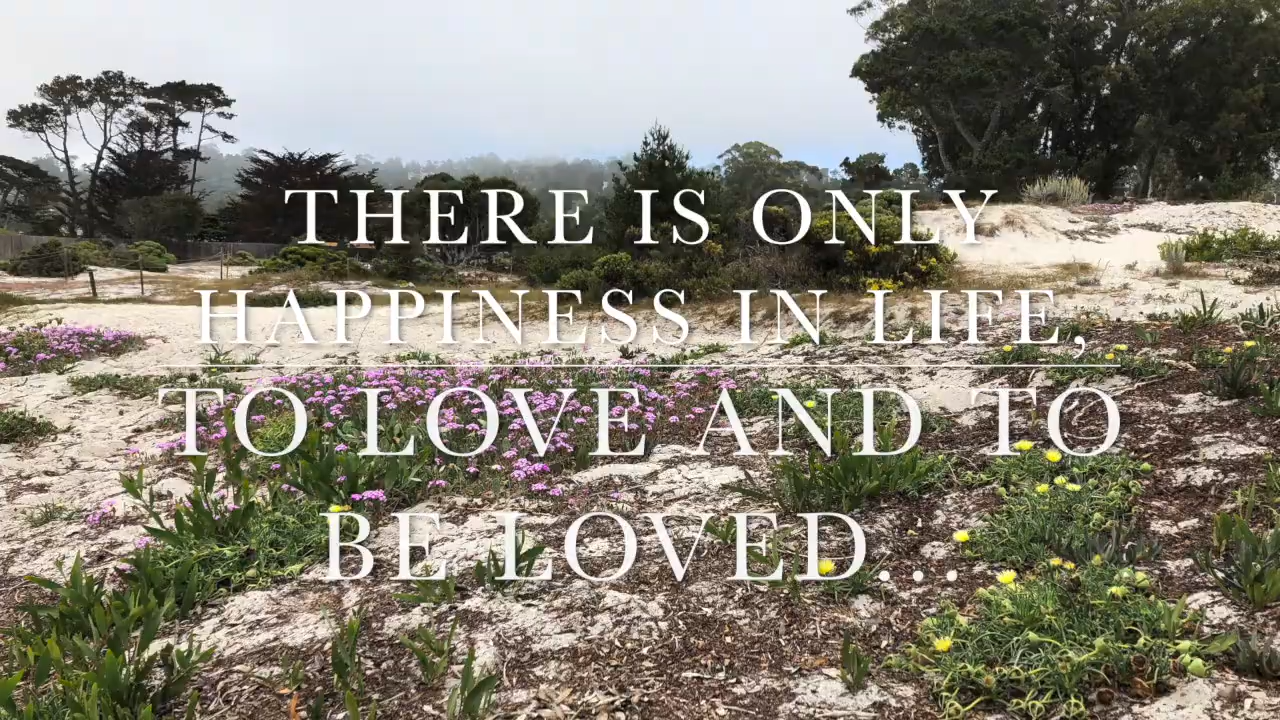 THERE IS ONLY
HAPPINESS IN LIFE,
TO LOVE AND TO
BE LOVED...